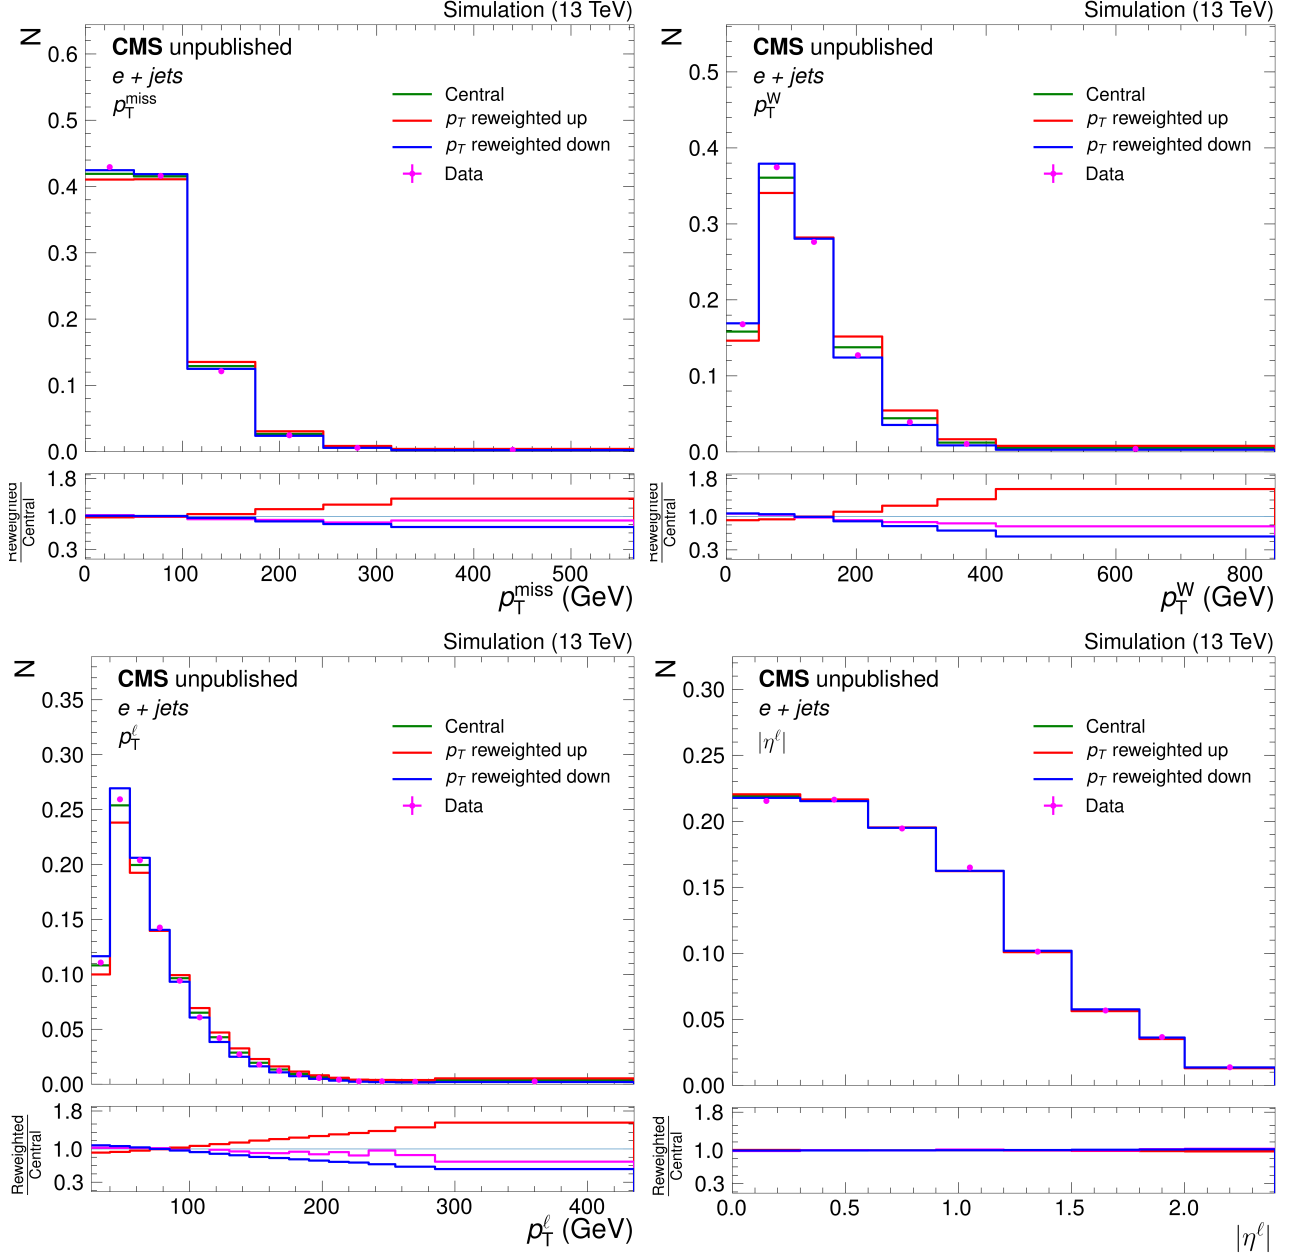 Simulation (13 TeV)
N
CMS unpublished
e + jets
p_T^miss
Central
p_T reweighted up
p_T reweighted down
Data
0.6
0.5
0.4
0.3
0.2
0.1
0.0
Reweighted
Central
1.8
1.0
0.3
0 100 200 300 400 500
p_T^miss (GeV)
Simulation (13 TeV)
N
CMS unpublished
e + jets
p_T^W
Central
p_T reweighted up
p_T reweighted down
Data
0.5
0.4
0.3
0.2
0.1
0.0
Reweighted
Central
1.8
1.0
0.3
0 200 400 600 800
p_T^W (GeV)
Simulation (13 TeV)
N
CMS unpublished
e + jets
p_T^ℓ
Central
p_T reweighted up
p_T reweighted down
Data
0.35
0.30
0.25
0.20
0.15
0.10
0.05
0.00
Reweighted
Central
1.8
1.0
0.3
100 200 300 400
p_T^ℓ (GeV)
Simulation (13 TeV)
N
CMS unpublished
e + jets
|η^ℓ|
Central
p_T reweighted up
p_T reweighted down
Data
0.30
0.25
0.20
0.15
0.10
0.05
0.00
Reweighted
Central
1.8
1.0
0.3
0.0 0.5 1.0 1.5 2.0
|η^ℓ|